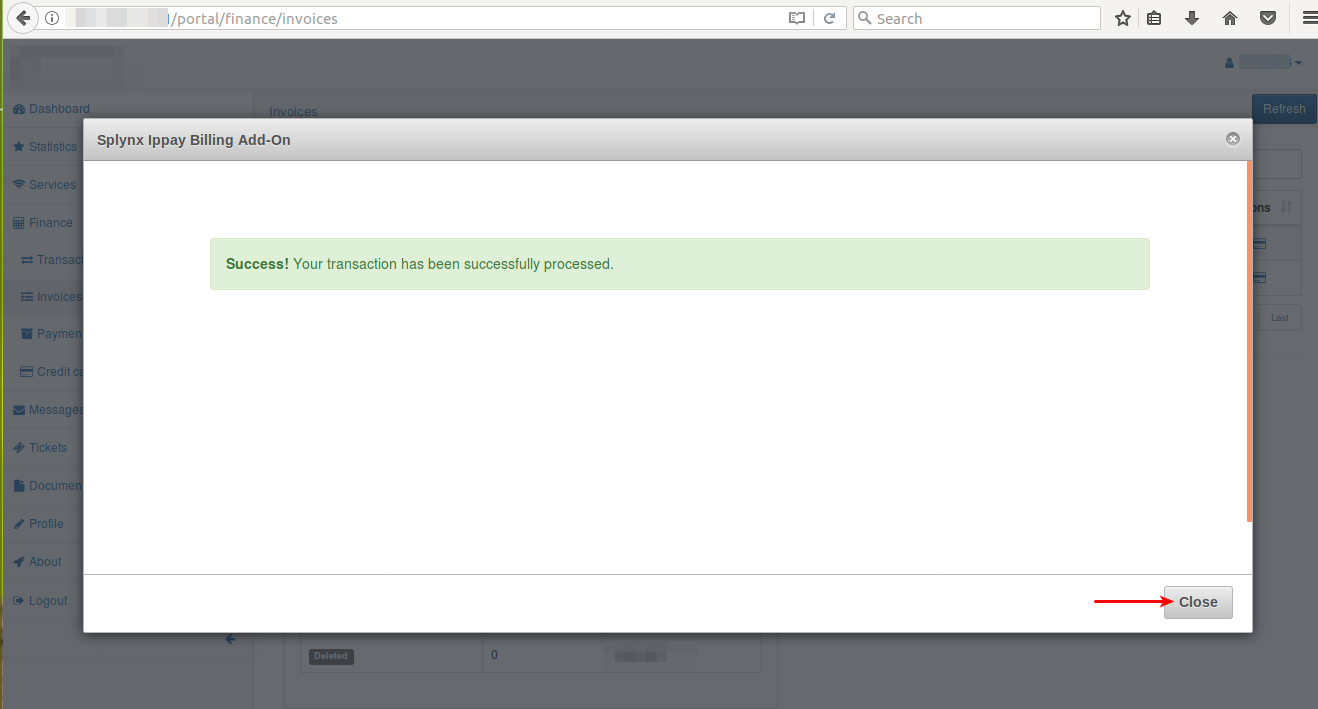 /portal/finance/invoices
Search
Dashboard
Invoices
Refresh
Splynx Ippay Billing Add-On
Statistics
Services
ons
Finance
Success! Your transaction has been successfully processed.
Transac
Invoices
Last
Paymen
Credit ca
Messages
Tickets
Documen
Profile
About
Logout
Close
Deleted
0